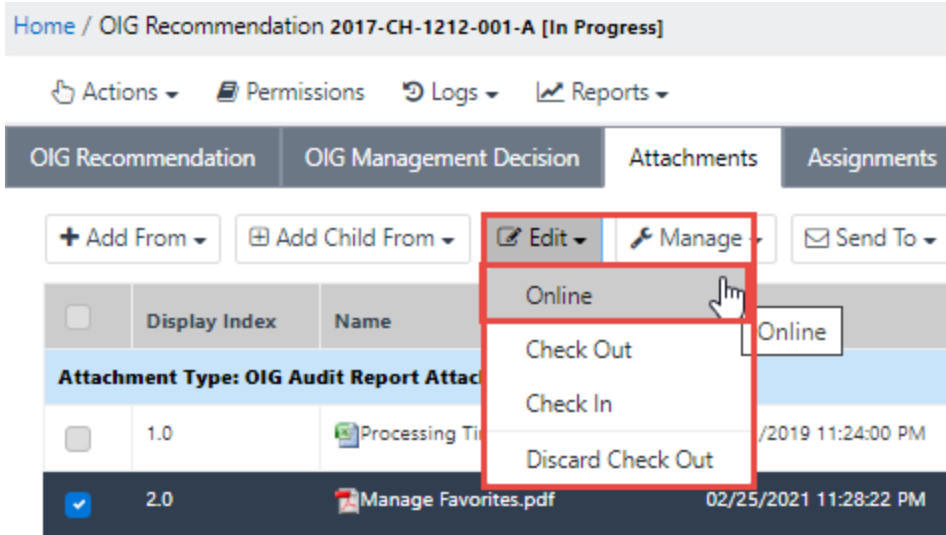 Home / OIG Recommendation 2017-CH-1212-001-A [In Progress]
Actions Permissions Logs Reports
OIG Recommendation OIG Management Decision Attachments Assignments
Add From Add Child From Edit Manage Send To
Display Index Name
Online
Online
Check Out
Attachment Type: OIG Audit Report
Check In
1.0 Processing /2019 11:24:00 PM
Discard Check Out
2.0 Manage Favorites.pdf 02/25/2021 11:28:22 PM